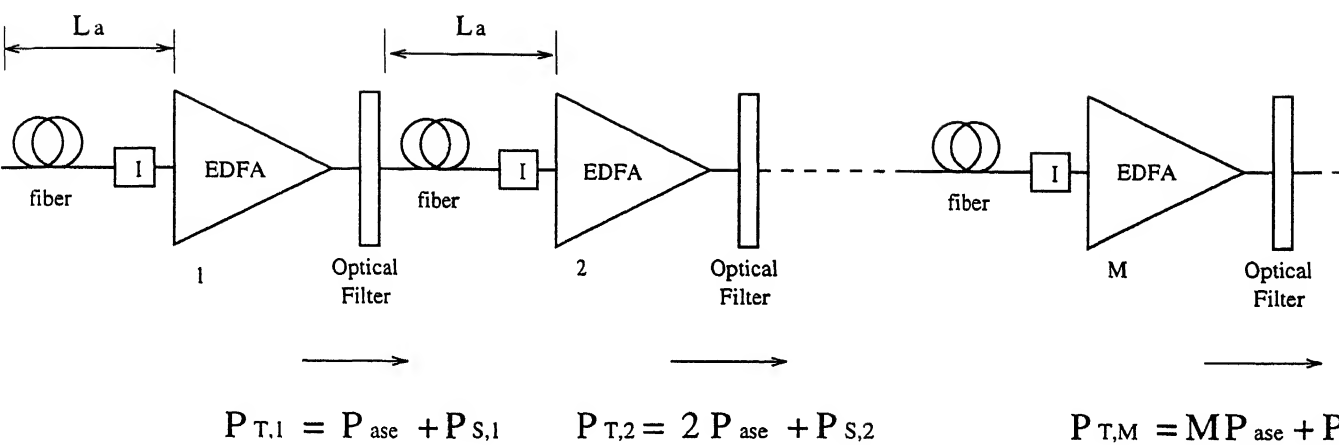 La
La
I
EDFA
I
EDFA
I
EDFA
fiber
fiber
fiber
1
Optical
Filter
2
Optical
Filter
M
Optical
Filter
P T,1 = P ase + P S,1
P T,2 = 2 P ase + P S,2
P T,M = M P ase + P